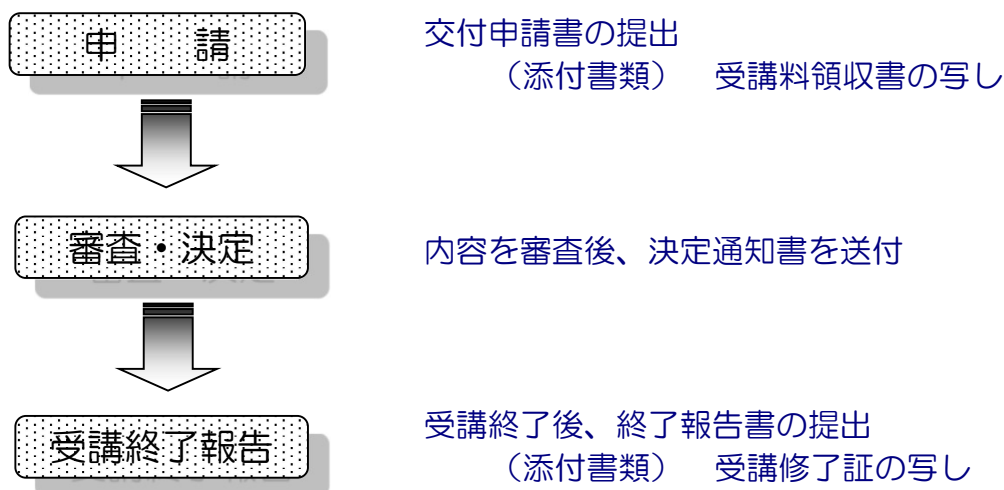 申　　請
交付申請書の提出
（添付書類）　受講料領収書の写し
審査・決定
内容を審査後、決定通知書を送付
受講終了報告
受講終了後、終了報告書の提出
（添付書類）　受講修了証の写し